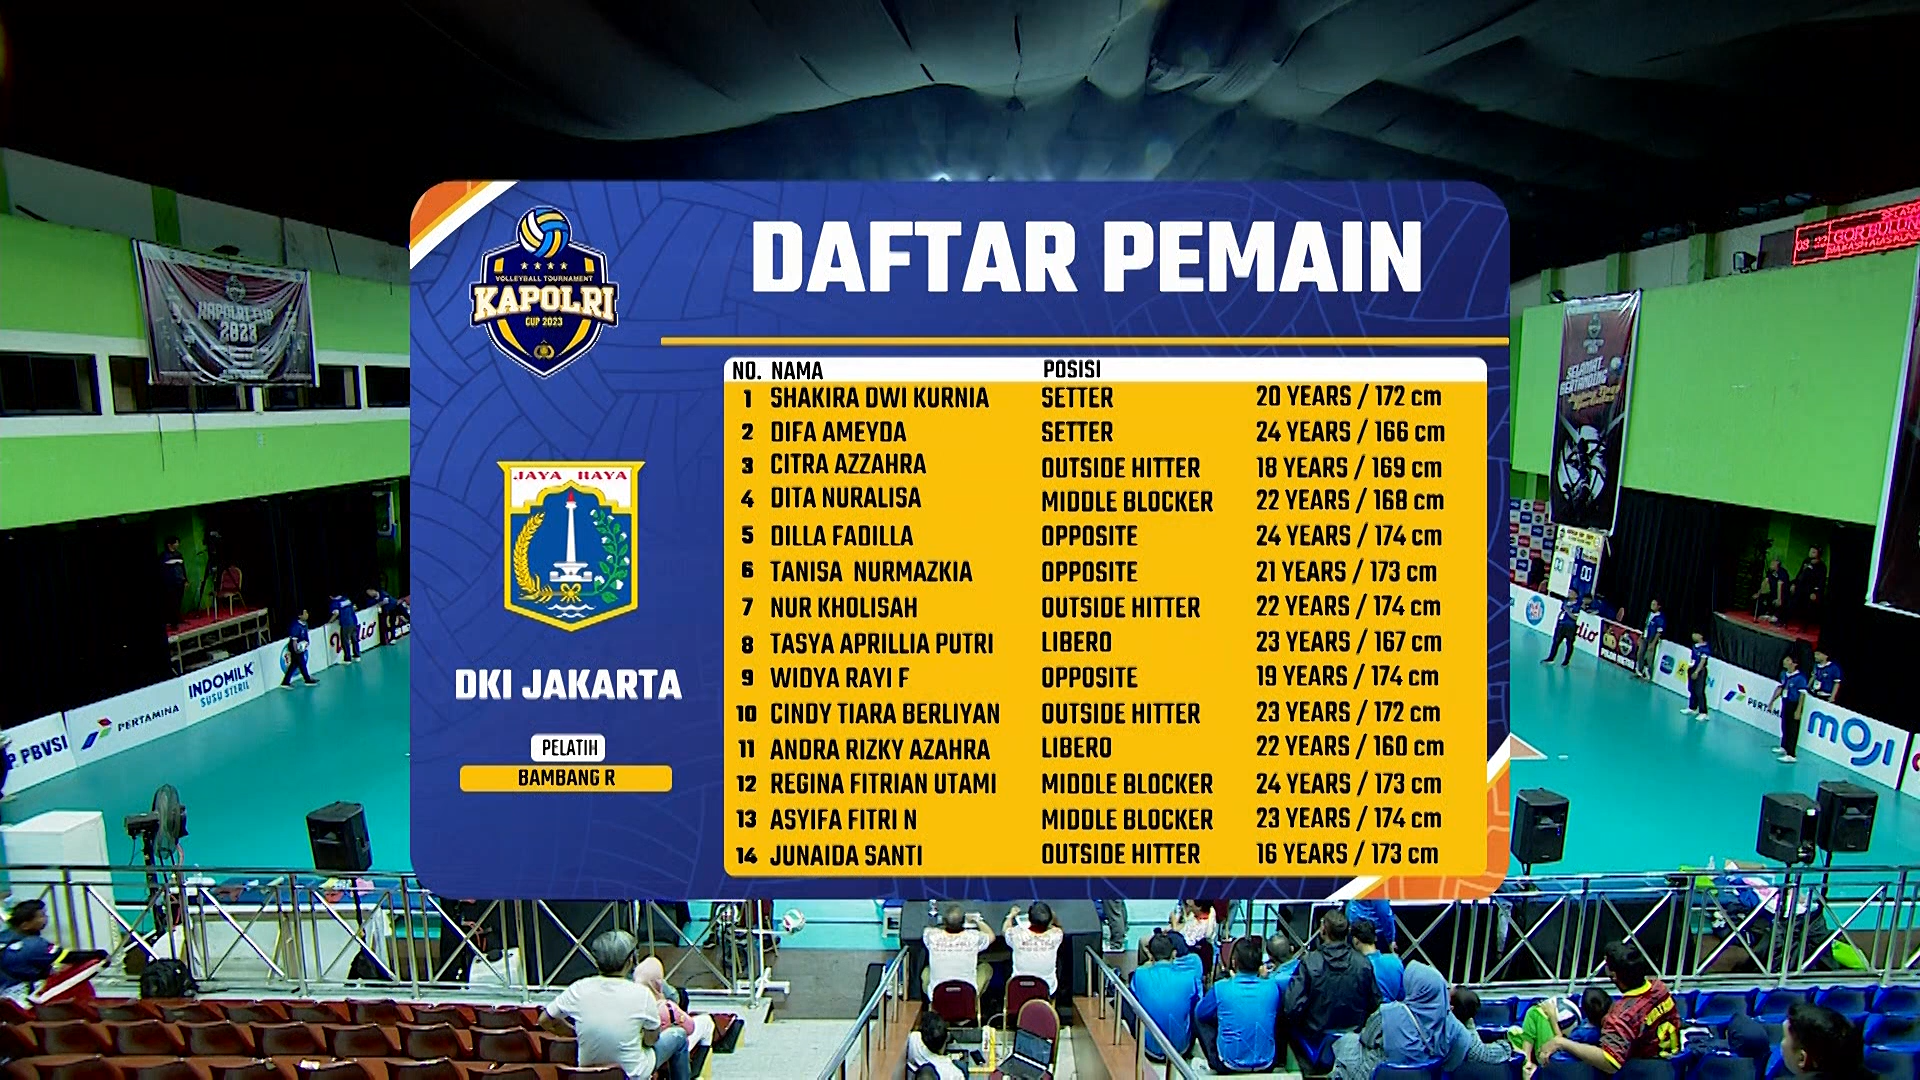 DAFTAR PEMAIN
VOLLEYBALL TOURNAMENT
KAPOLRI
CUP 2023
JAYA RAYA
DKI JAKARTA
PELATIH
BAMBANG R
NO. NAMA POSISI
1 SHAKIRA DWI KURNIA SETTER 20 YEARS / 172 cm
2 DIFA AMEYDA SETTER 24 YEARS / 166 cm
3 CITRA AZZAHRA OUTSIDE HITTER 18 YEARS / 169 cm
4 DITA NURALISA MIDDLE BLOCKER 22 YEARS / 168 cm
5 DILLA FADILLA OPPOSITE 24 YEARS / 174 cm
6 TANISA NURMAZKIA OPPOSITE 21 YEARS / 173 cm
7 NUR KHOLISAH OUTSIDE HITTER 22 YEARS / 174 cm
8 TASYA APRILLIA PUTRI LIBERO 23 YEARS / 167 cm
9 WIDYA RAYI F OPPOSITE 19 YEARS / 174 cm
10 CINDY TIARA BERLIYAN OUTSIDE HITTER 23 YEARS / 172 cm
11 ANDRA RIZKY AZAHRA LIBERO 22 YEARS / 160 cm
12 REGINA FITRIAN UTAMI MIDDLE BLOCKER 24 YEARS / 173 cm
13 ASYIFA FITRI N MIDDLE BLOCKER 23 YEARS / 174 cm
14 JUNAIDA SANTI OUTSIDE HITTER 16 YEARS / 173 cm
KAPOLRI CUP
2023
GOR BULUN
SELAMAT
BERTANDING
P. PBVSI
PERTAMINA
INDOMILK
SUSU STERIL
moji